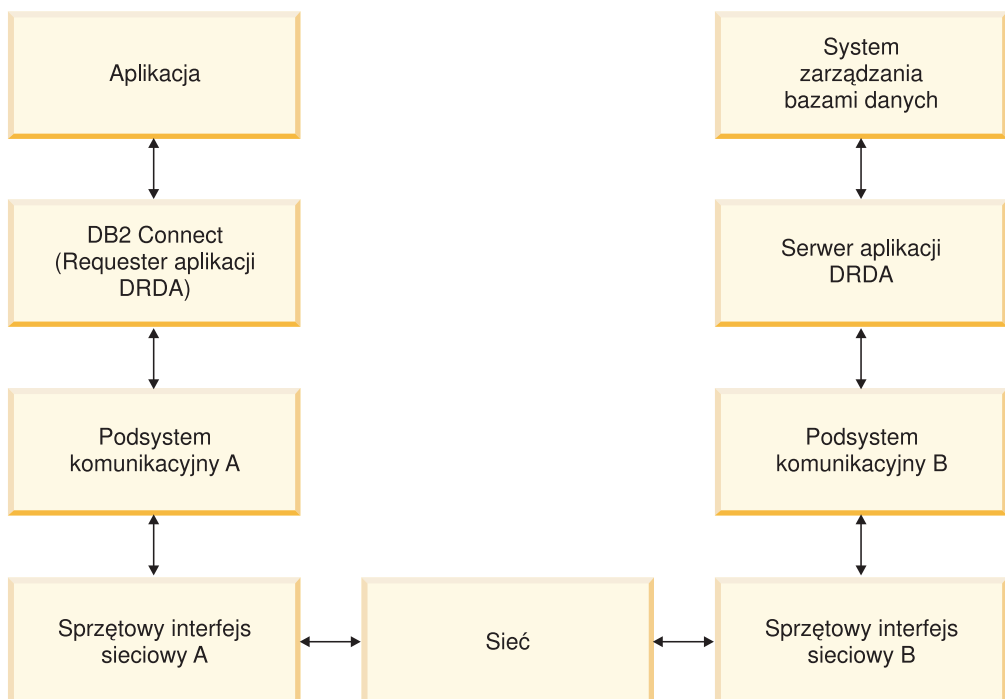 Aplikacja
System
zarządzania
bazami danych
DB2 Connect
(Requester aplikacji
DRDA)
Serwer aplikacji
DRDA
Podsystem
komunikacyjny A
Podsystem
komunikacyjny B
Sprzętowy interfejs
sieciowy A
Sieć
Sprzętowy interfejs
sieciowy B